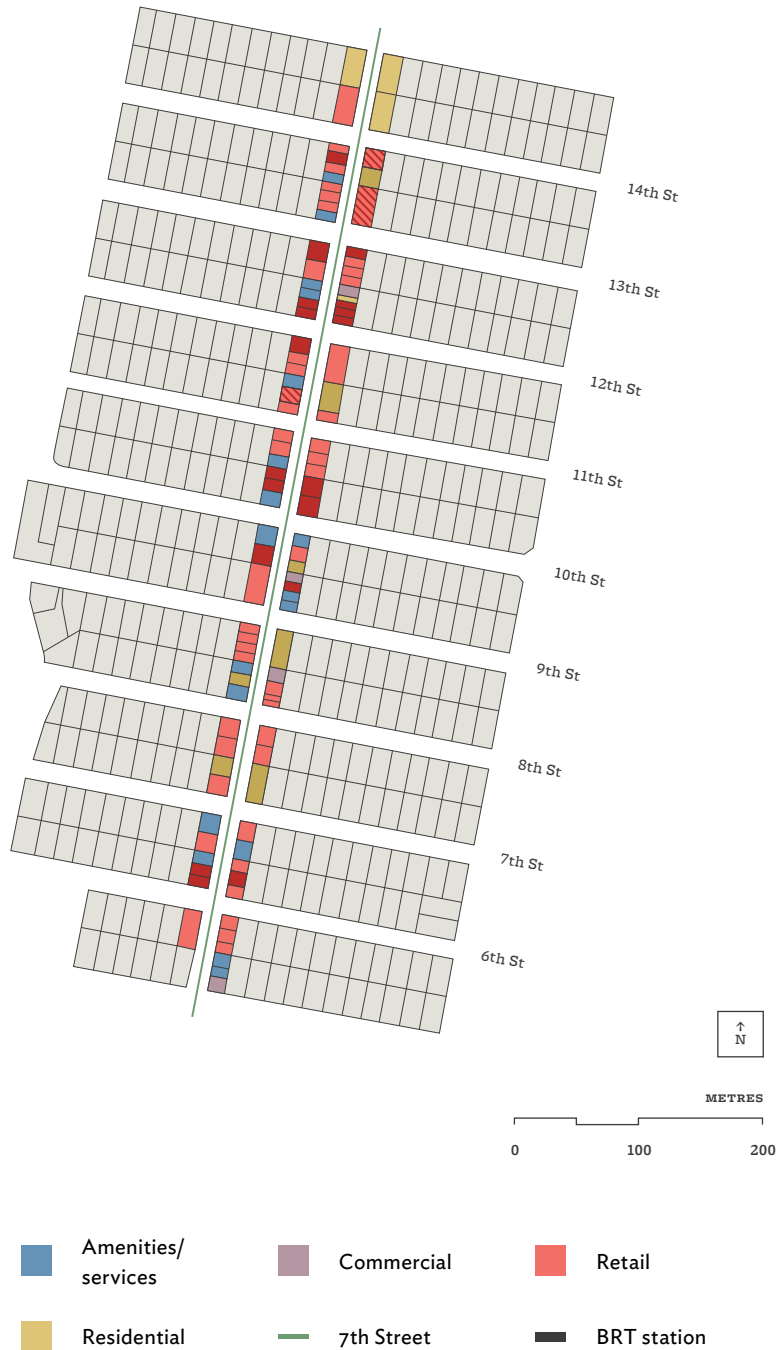 14th St
13th St
12th St
11th St
10th St
9th St
8th St
7th St
6th St
↑
N
METRES
0 100 200
Amenities/
services
Commercial
Retail
Residential
7th Street
BRT station